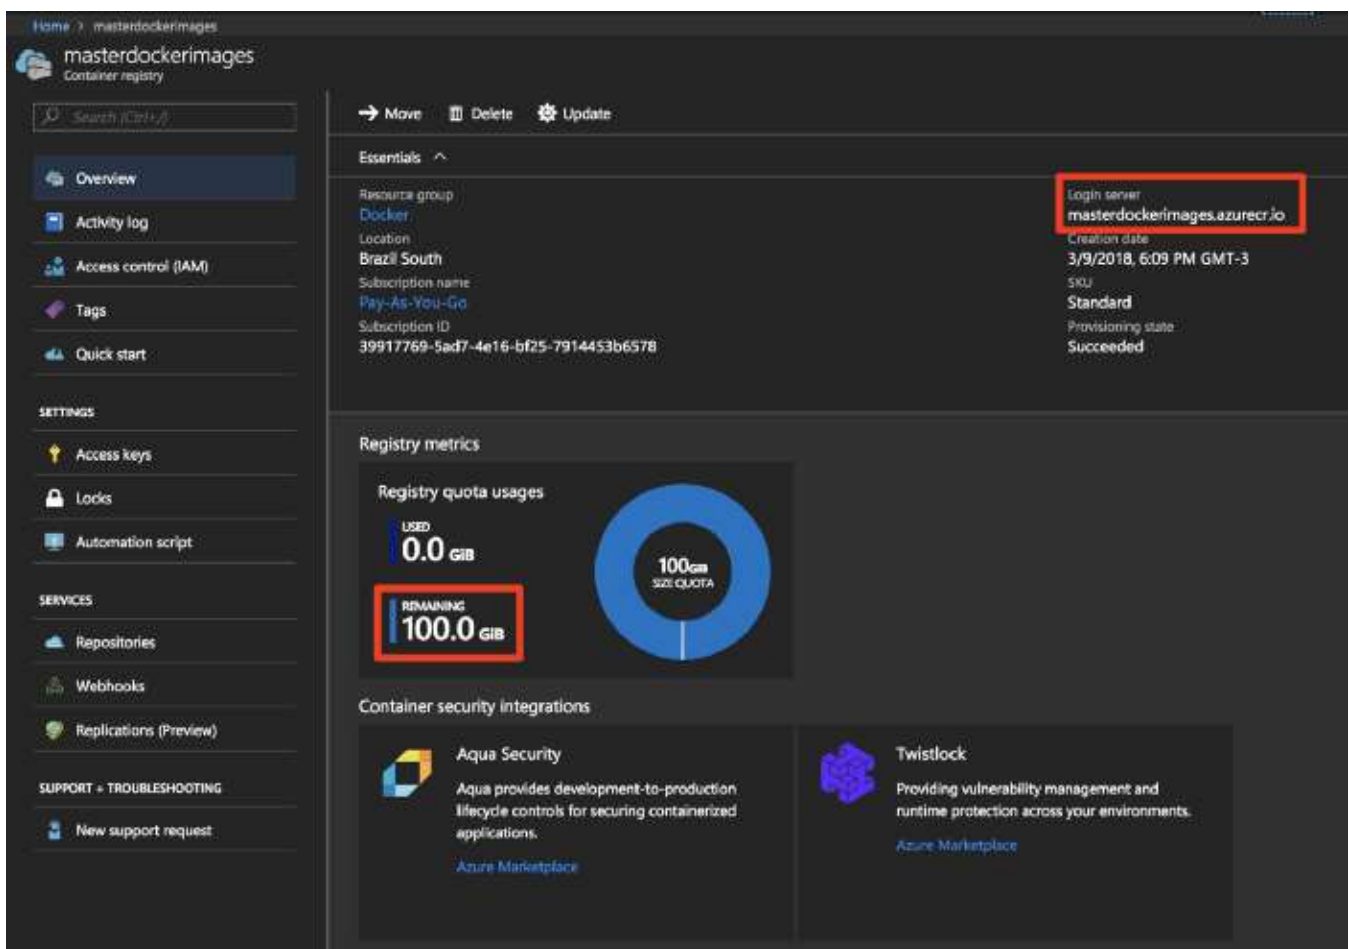 Home > masterdockerimages
masterdockerimages
Container registry
Search (Ctrl+/)
Overview
Activity log
Access control (IAM)
Tags
Quick start
SETTINGS
Access keys
Locks
Automation script
SERVICES
Repositories
Webhooks
Replications (Preview)
SUPPORT + TROUBLESHOOTING
New support request
Move Delete Update
Essentials
Resource group
Docker
Location
Brazil South
Subscription name
Pay-As-You-Go
Subscription ID
39917769-5ad7-4e16-bf25-7914453b6578
Login server
masterdockerimages.azurecr.io
Creation date
3/9/2018, 6:09 PM GMT-3
SKU
Standard
Provisioning state
Succeeded
Registry metrics
Registry quota usages
USED
0.0 GiB
REMAINING
100.0 GiB
100GiB
SIZE QUOTA
Container security integrations
Aqua Security
Aqua provides development-to-production
lifecycle controls for securing containerized
applications.
Azure Marketplace
Twistlock
Providing vulnerability management and
runtime protection across your environments.
Azure Marketplace